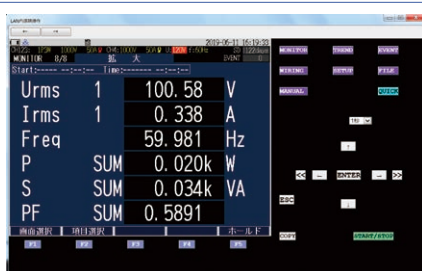 2019-06-11 16:19:33
MONITOR 8/8 拡 大 EVENT 0
Start:----- --:--:-- Time:----- --:--:--
Urms 1 100.58 V
Irms 1 0.338 A
Freq 59.981 Hz
P SUM 0.020k W
S SUM 0.034k VA
PF SUM 0.5891
画面選択 項目選択 ホールド
F1 F2 F3 F4 F5
MONITOR TREND EVENT
WIRING SETUP FILE
MANUAL QUICK
<< ← ENTER → >>
ESC
COPY START/STOP